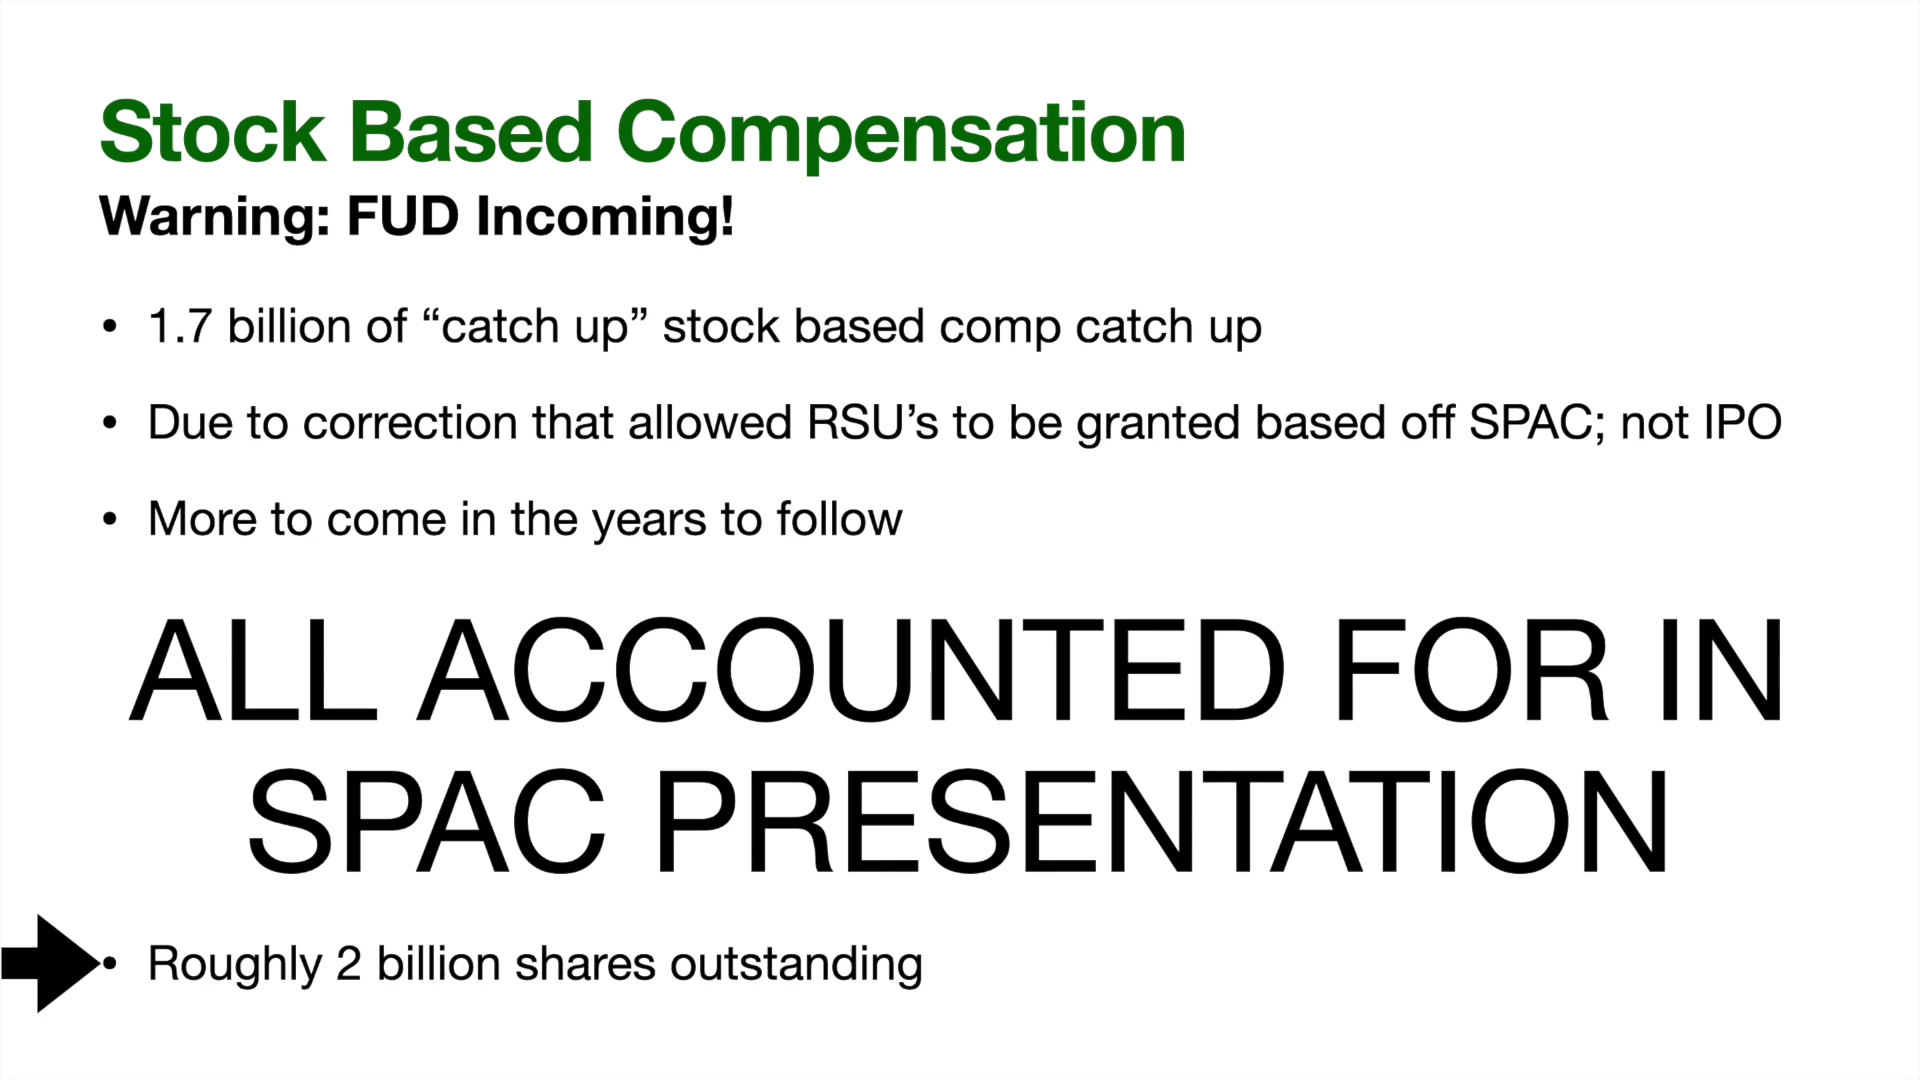 Stock Based Compensation
Warning: FUD Incoming!
• 1.7 billion of “catch up” stock based comp catch up
• Due to correction that allowed RSU’s to be granted based off SPAC; not IPO
• More to come in the years to follow
ALL ACCOUNTED FOR IN
SPAC PRESENTATION
• Roughly 2 billion shares outstanding